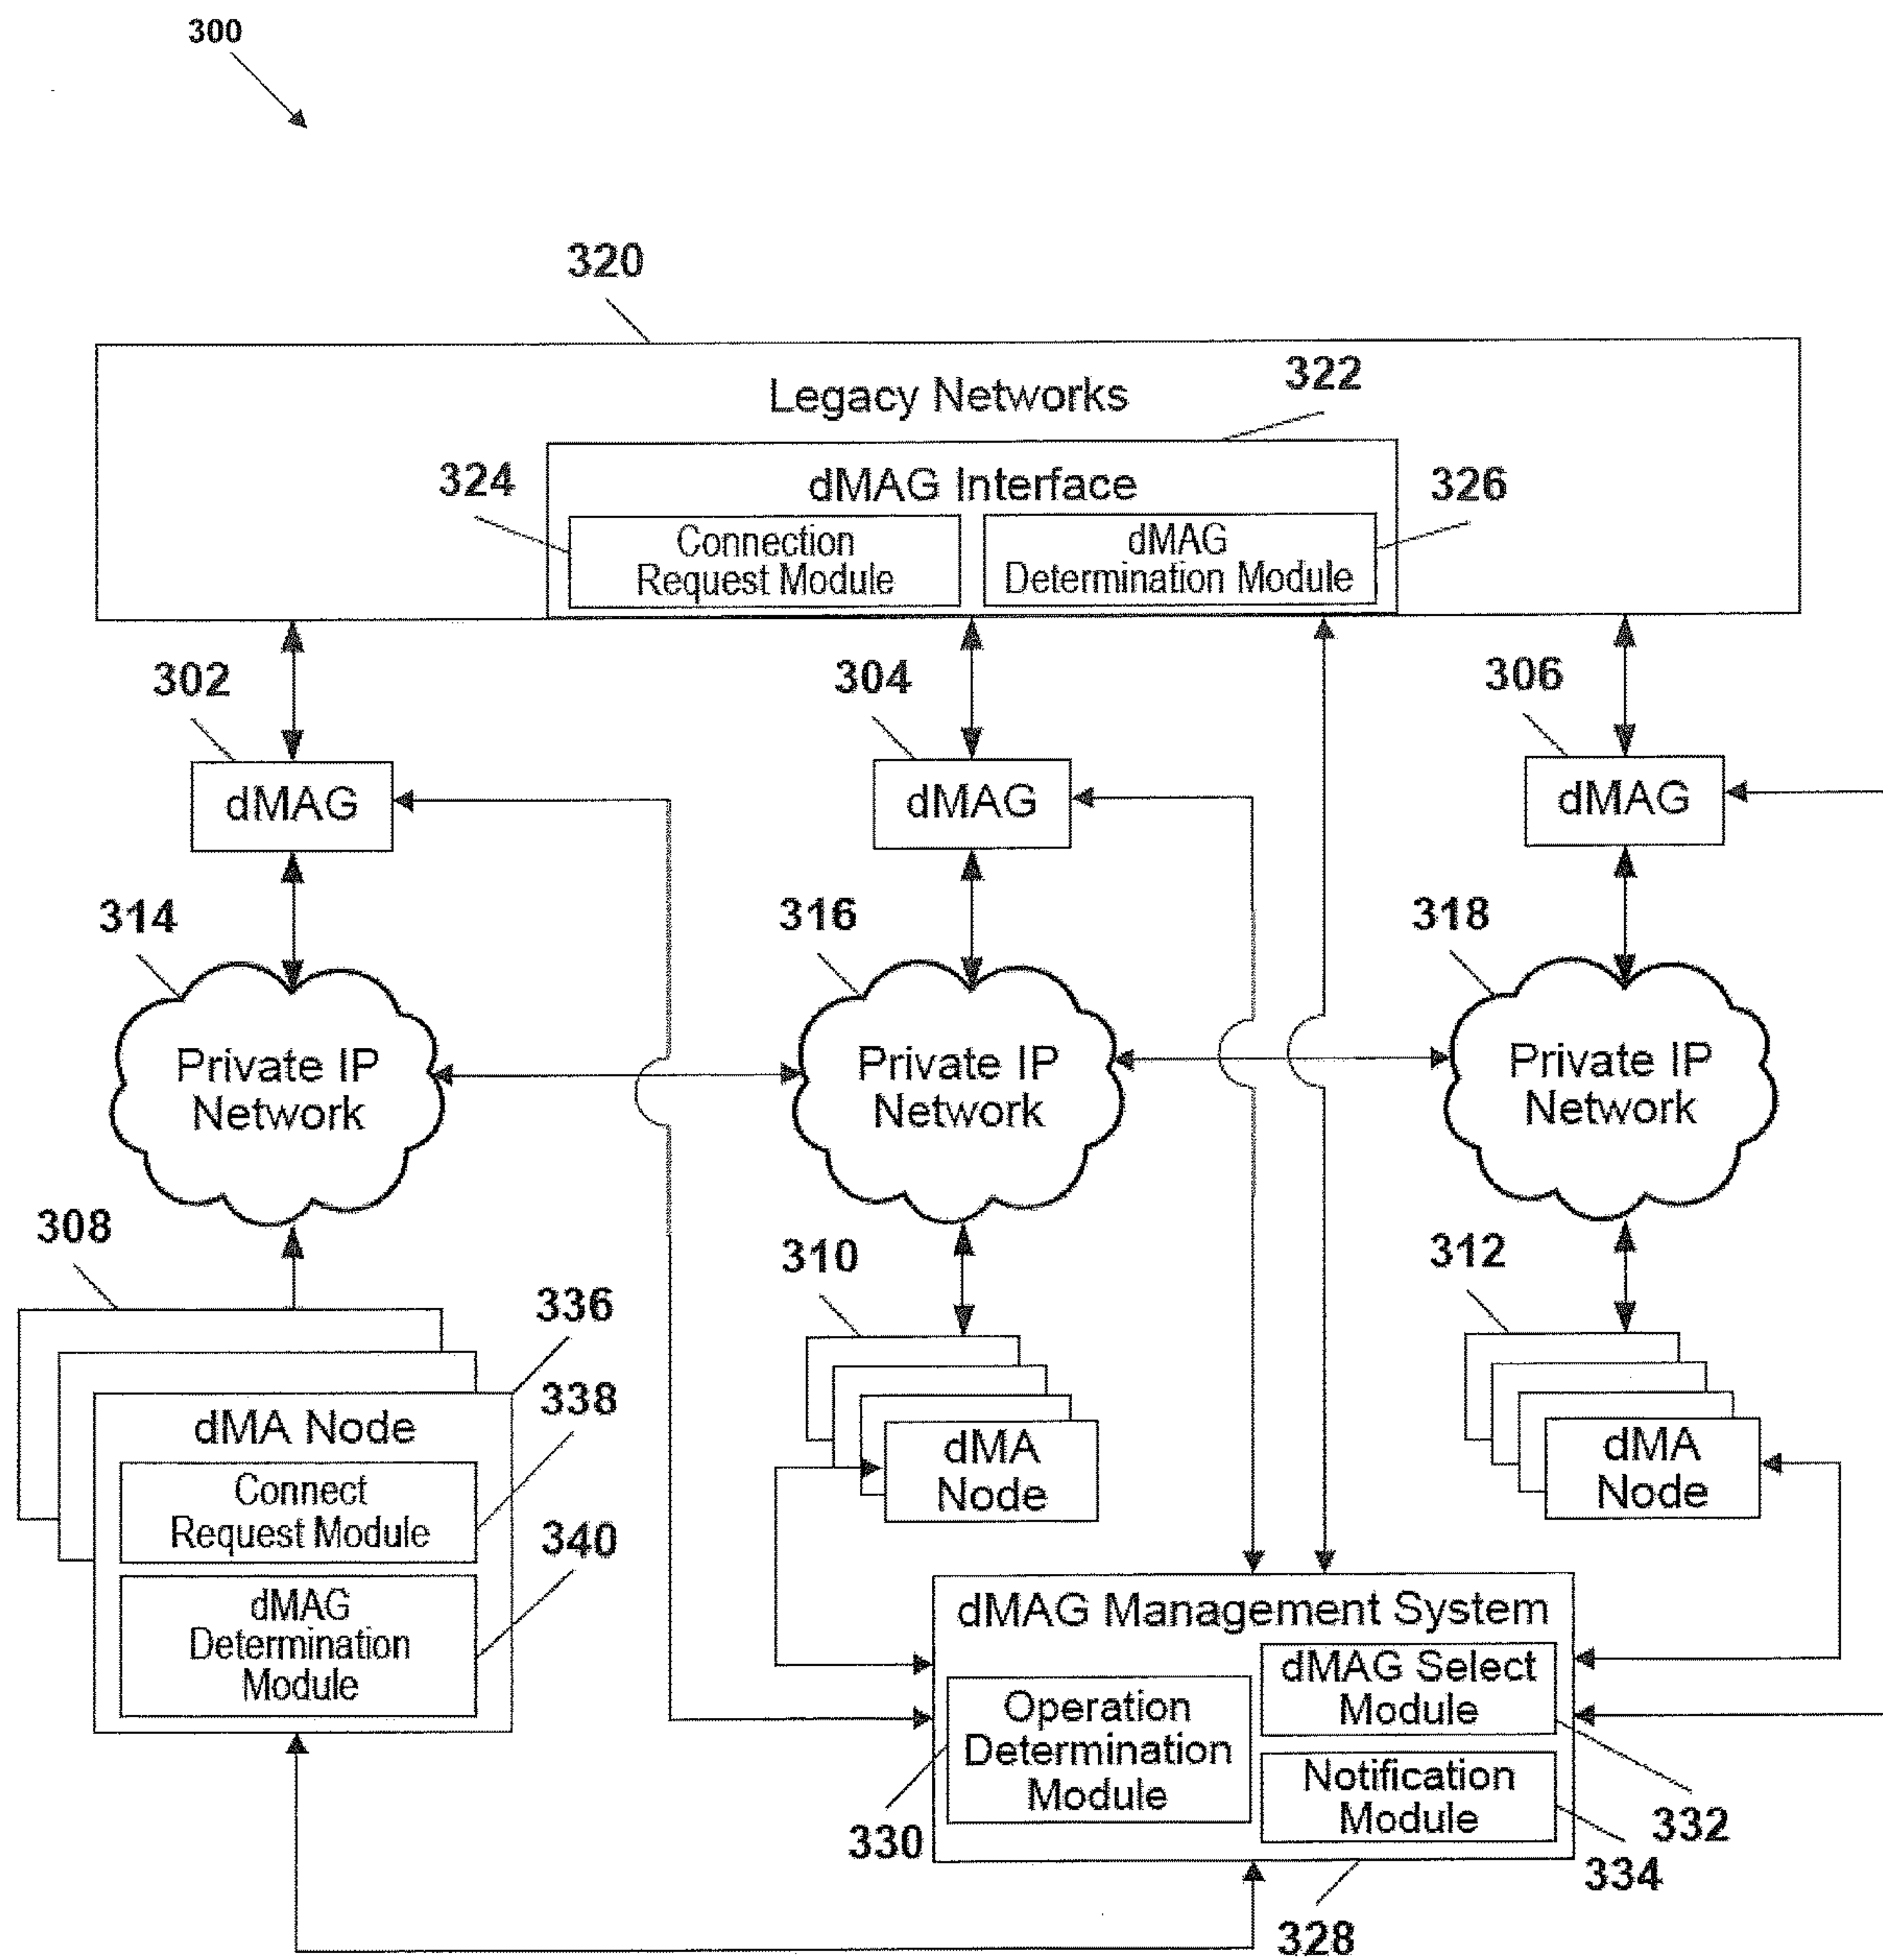 300
320
Legacy Networks
322
dMAG Interface
324
326
Connection
Request Module
dMAG
Determination Module
302
304
306
dMAG
dMAG
dMAG
314
316
318
Private IP
Network
Private IP
Network
Private IP
Network
308
310
312
336
dMA Node
338
Connect
Request Module
340
dMAG
Determination
Module
dMA
Node
dMA
Node
dMAG Management System
dMAG Select
Module
Operation
Determination
Module
Notification
Module
330
332
334
328